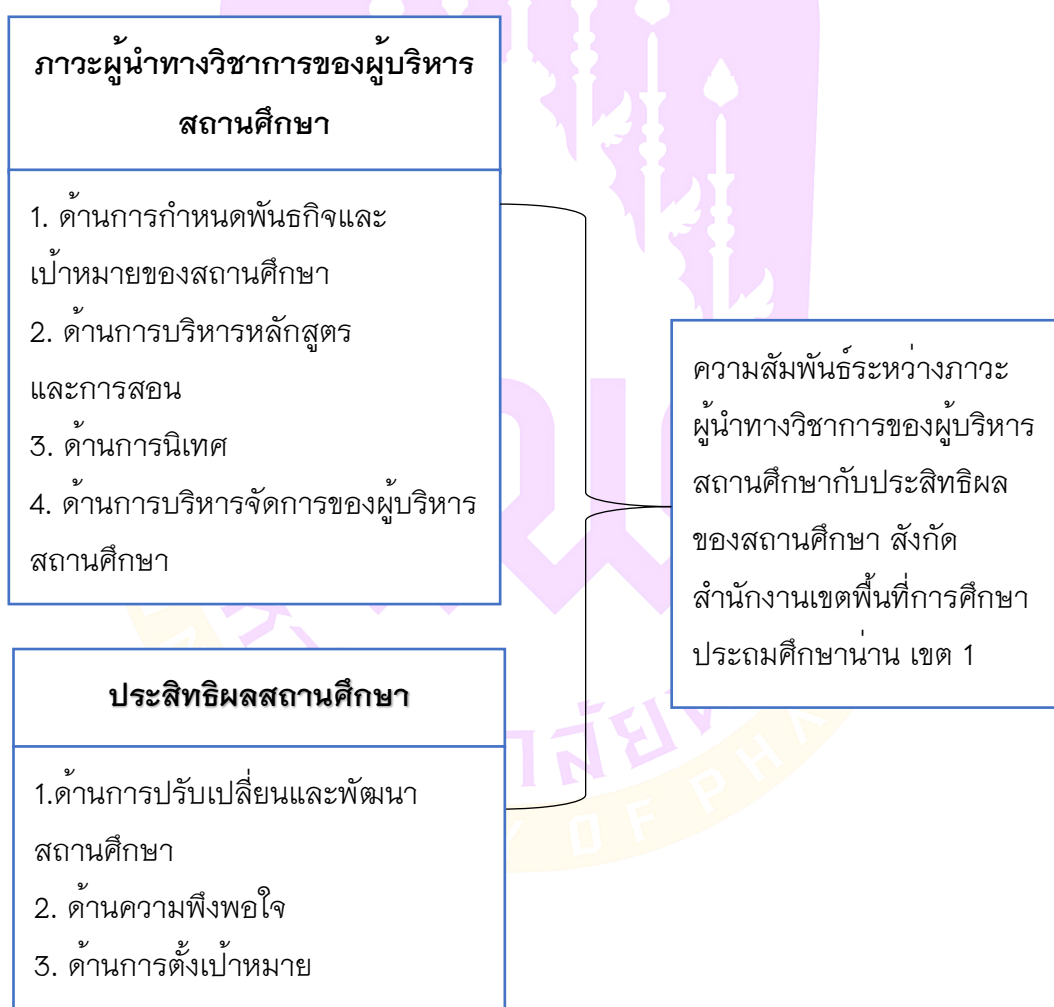 ภาวะผู้นำทางวิชาการของผู้บริหาร
สถานศึกษา
1. ด้านการกำหนดพันธกิจและ
เป้าหมายของสถานศึกษา
2. ด้านการบริหารหลักสูตร
และการสอน
3. ด้านการนิเทศ
4. ด้านการบริหารจัดการของผู้บริหาร
สถานศึกษา
ความสัมพันธ์ระหว่างภาวะ
ผู้นำทางวิชาการของผู้บริหาร
สถานศึกษากับประสิทธิผล
ของสถานศึกษา สังกัด
สำนักงานเขตพื้นที่การศึกษา
ประถมศึกษาน่าน เขต 1
ประสิทธิผลสถานศึกษา
1.ด้านการปรับเปลี่ยนและพัฒนา
สถานศึกษา
2. ด้านความพึงพอใจ
3. ด้านการตั้งเป้าหมาย
OF